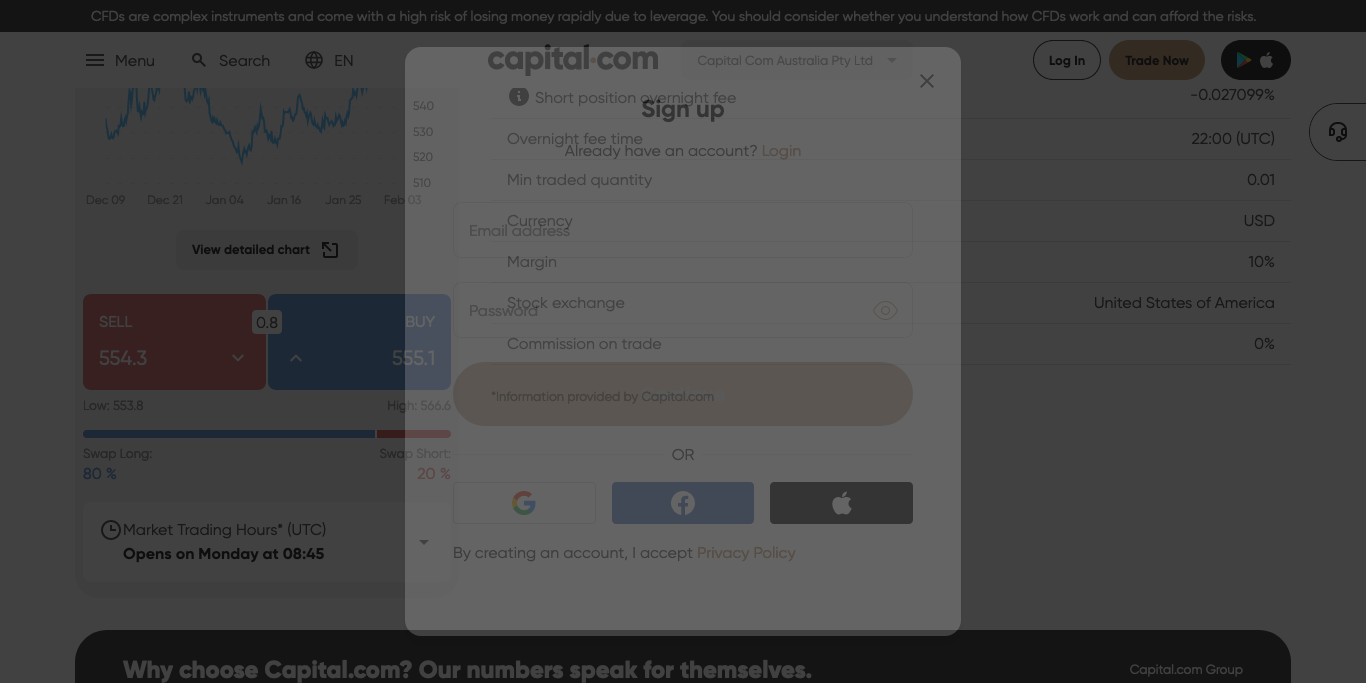 CFDs are complex instruments and come with a high risk of losing money rapidly due to leverage. You should consider whether you understand how CFDs work and can afford the risks.
Menu
Search
EN
capital.com
Capital Com Australia Pty Ltd
Log In
Trade Now
540
530
520
510
Dec 09
Dec 21
Jan 04
Jan 16
Jan 25
Feb 03
View detailed chart
SELL
554.3
0.8
BUY
555.1
Low: 553.8
High: 566.6
Swap Long:
80 %
Swap Short:
20 %
Market Trading Hours* (UTC)
Opens on Monday at 08:45
Short position overnight fee
-0.027099%
Overnight fee time
22:00 (UTC)
Min traded quantity
0.01
Currency
USD
Margin
10%
Stock exchange
United States of America
Commission on trade
0%
*Information provided by Capital.com
Sign up
Already have an account? Login
Email address
Password
OR
By creating an account, I accept Privacy Policy
Why choose Capital.com? Our numbers speak for themselves.
Capital.com Group